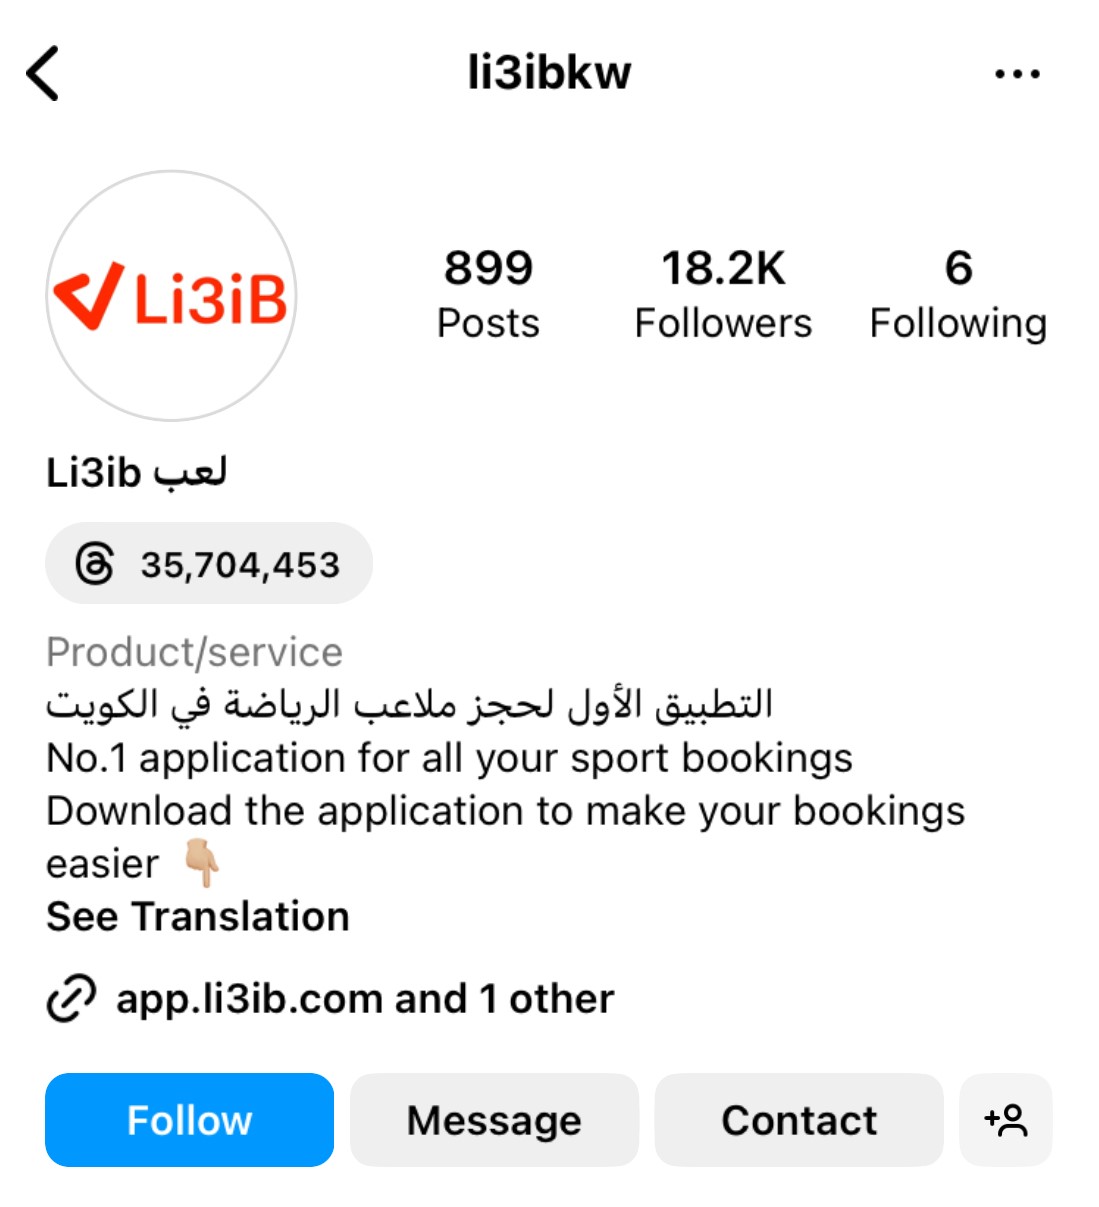 li3ibkw
Li3iB
899
Posts
18.2K
Followers
6
Following
Li3ib لعب
35,704,453
Product/service
التطبيق الأول لحجز ملاعب الرياضة في الكويت
No.1 application for all your sport bookings
Download the application to make your bookings
easier 👇🏼
See Translation
app.li3ib.com and 1 other
Follow
Message
Contact